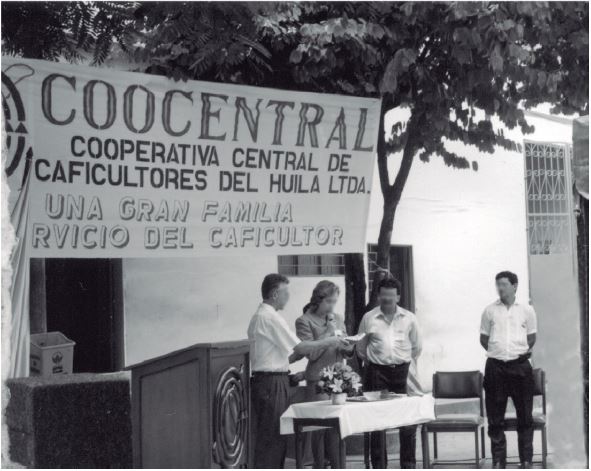 COOCENTRAL
COOPERATIVA CENTRAL DE
CAFICULTORES DEL HUILA LTDA.
UNA GRAN FAMILIA
RVICIO DEL CAFICULTOR